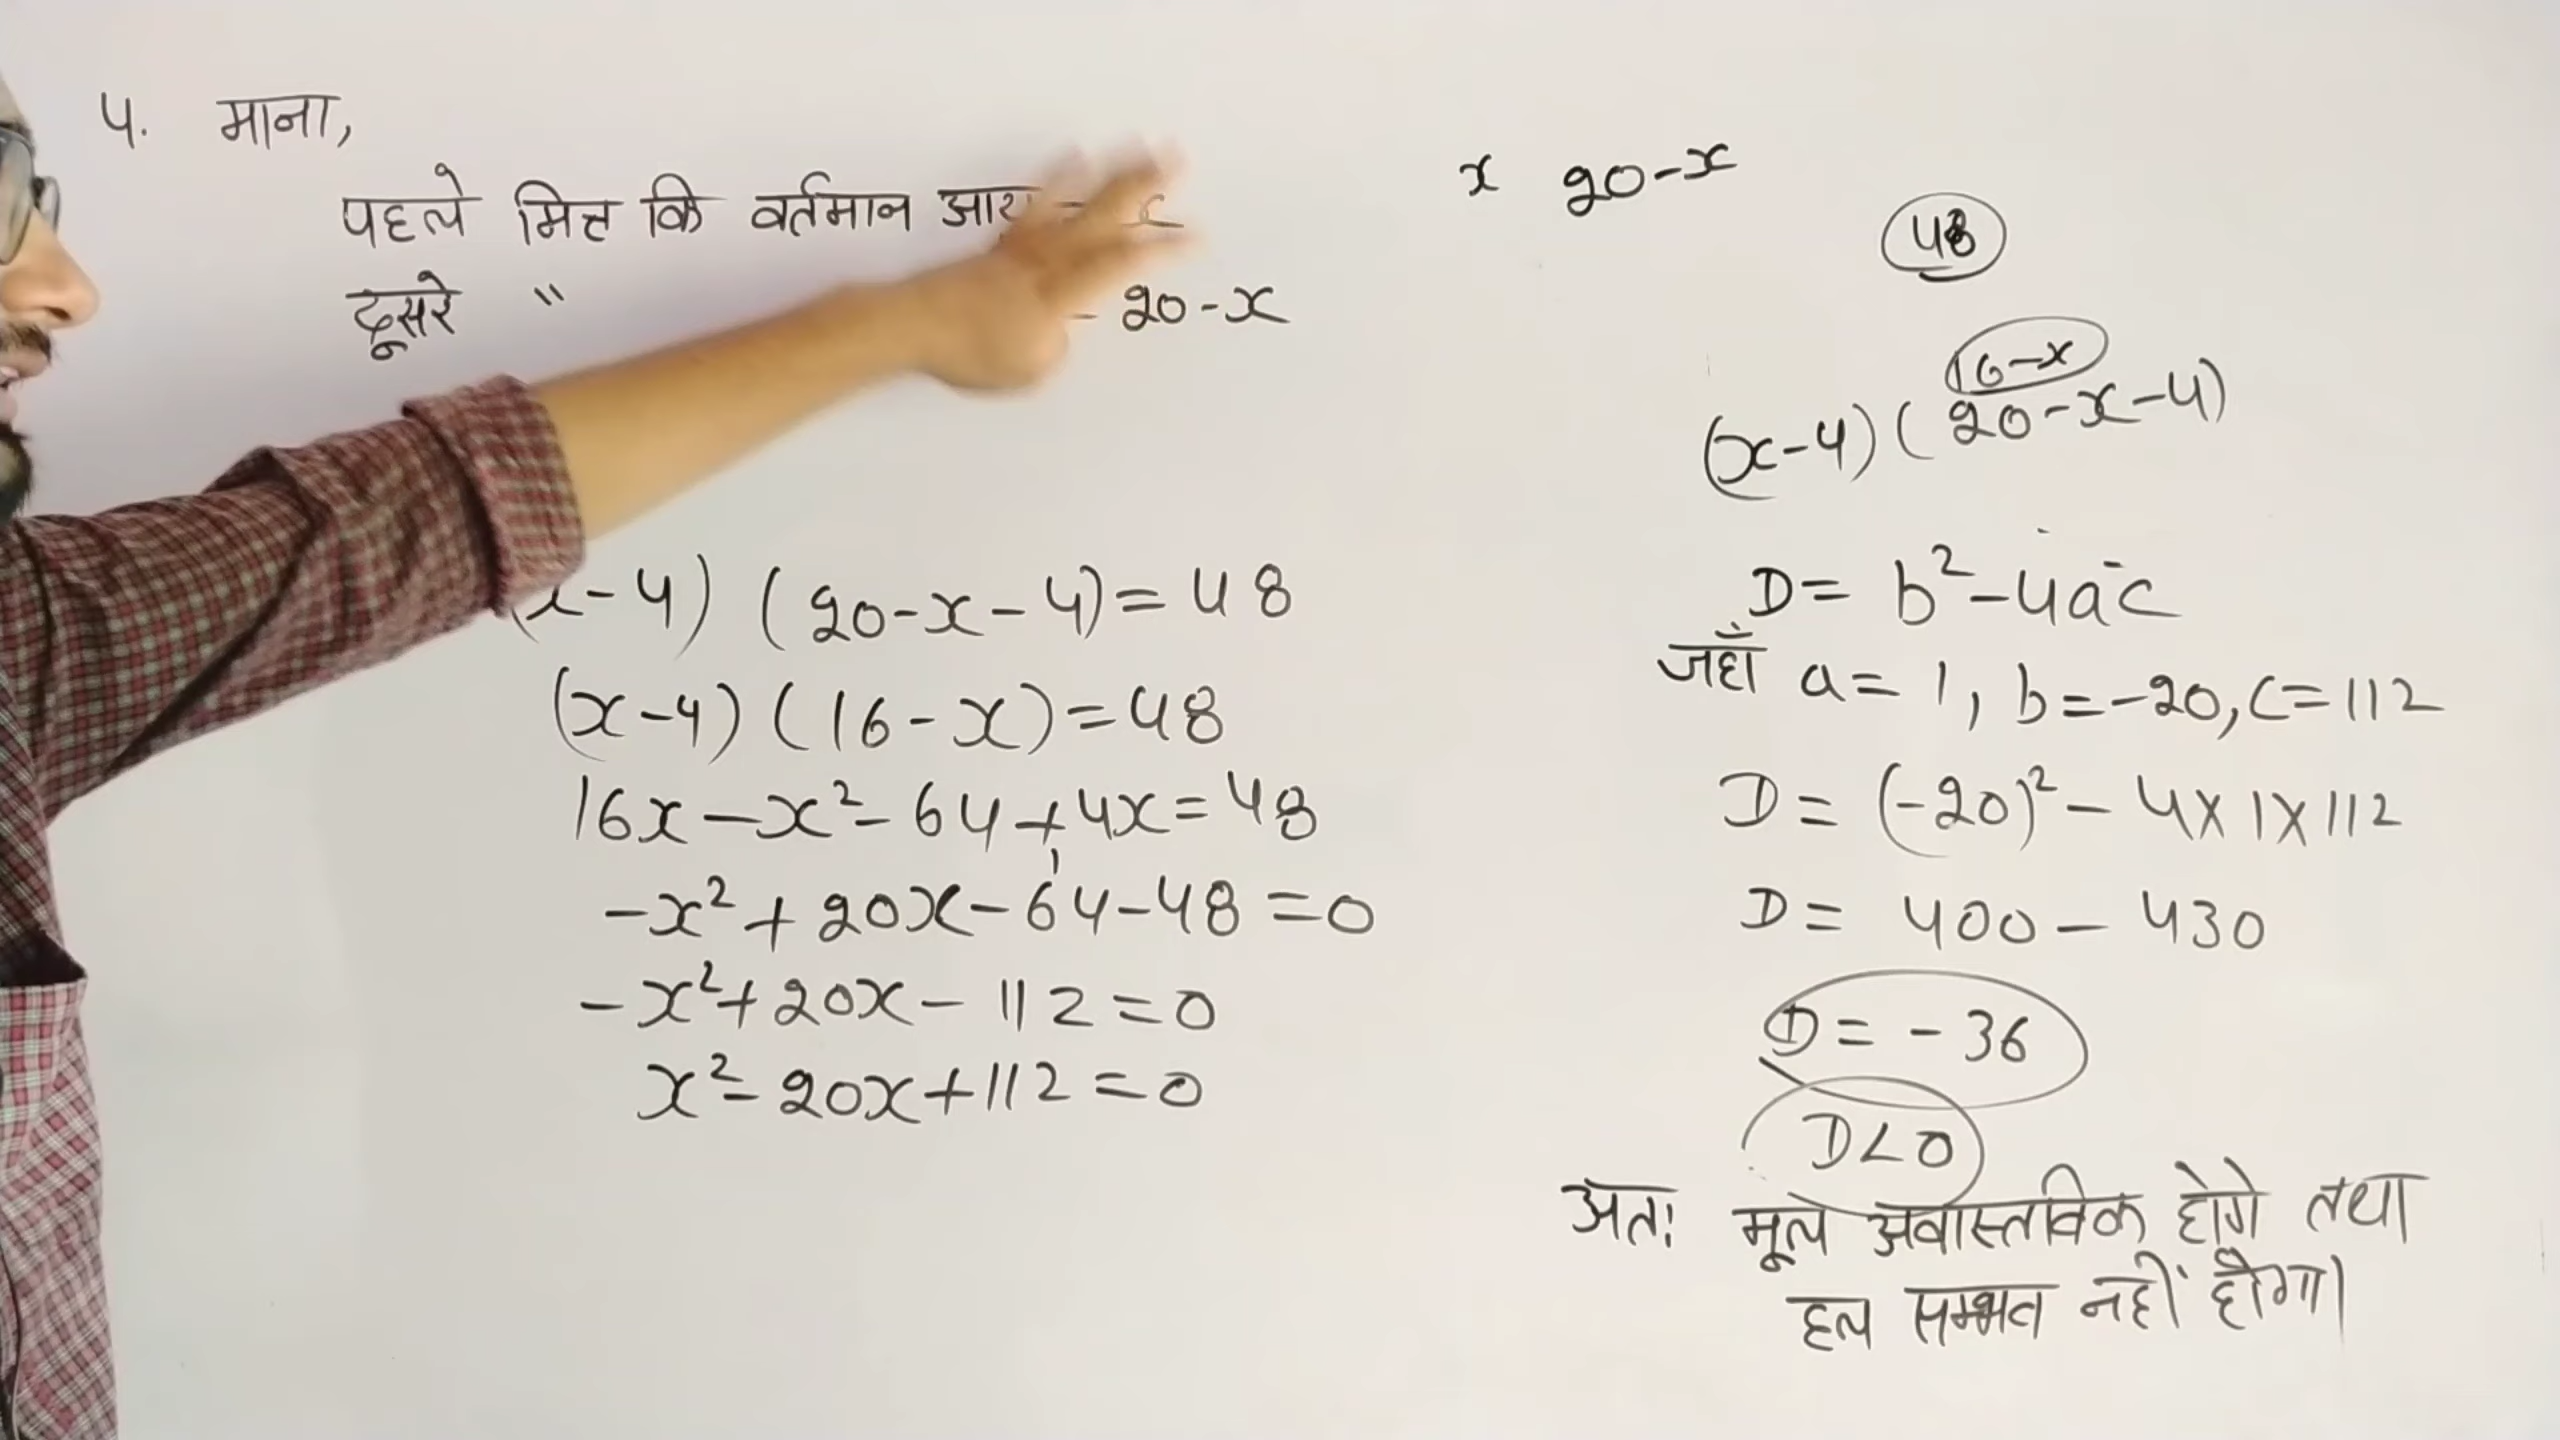 4. माना,
पहले मित्र कि वर्तमान आयु - x
दूसरे " - 20-x
(x-4) (20-x-4)=48
(x-4) (16-x)=48
16x-x²-64+4x=48
-x²+20x-64-48=0
-x²+20x-112=0
x²-20x+112=0
x 20-x
48
16-x
(x-4) (20-x-4)
D= b²-4ac
जहाँ a=1, b=-20, c=112
D= (-20)²-4×1×112
D= 400-430
D= -36
D<0
अत: मूल अवास्तविक होगे तथा
हल सम्भव नहीं होगा।